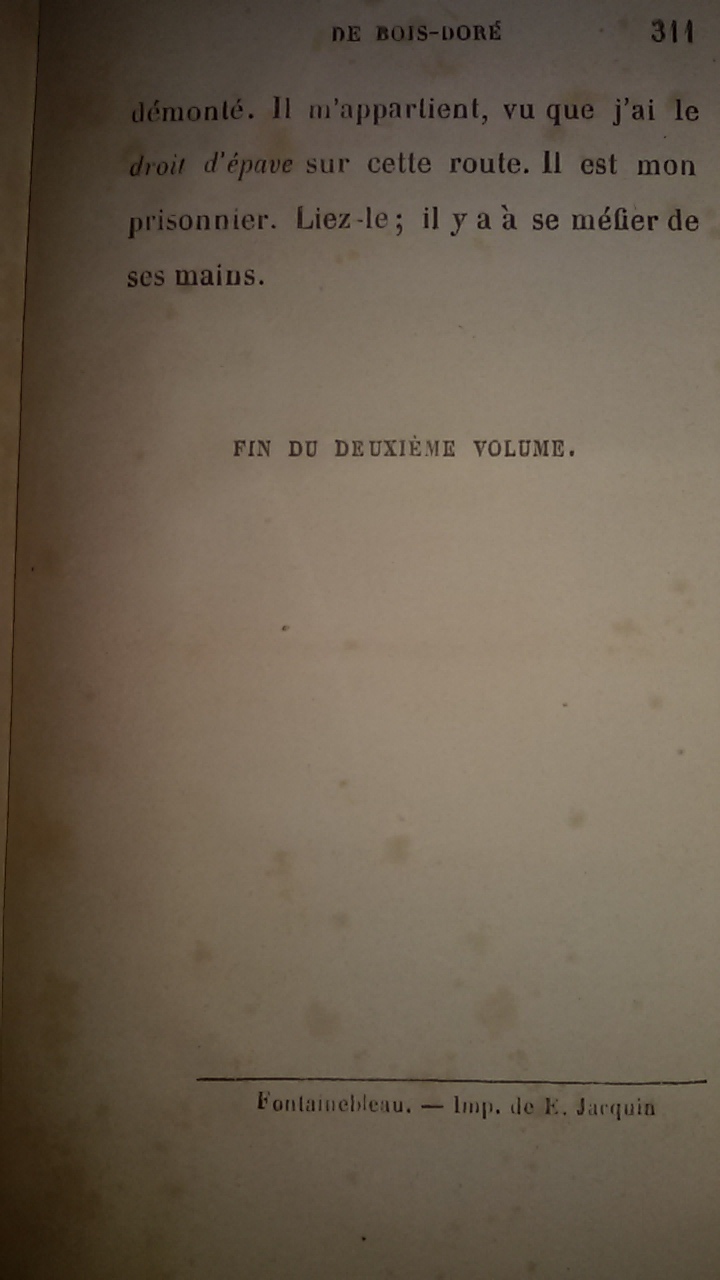 DE BOIS-DORÉ 311
démonté. Il m'appartient, vu que j'ai le
droit d'épave sur cette route. Il est mon
prisonnier. Liez-le; il y a à se méfier de
ses mains.
FIN DU DEUXIÈME VOLUME.
Fontainebleau. — Imp. de E. Jacquin